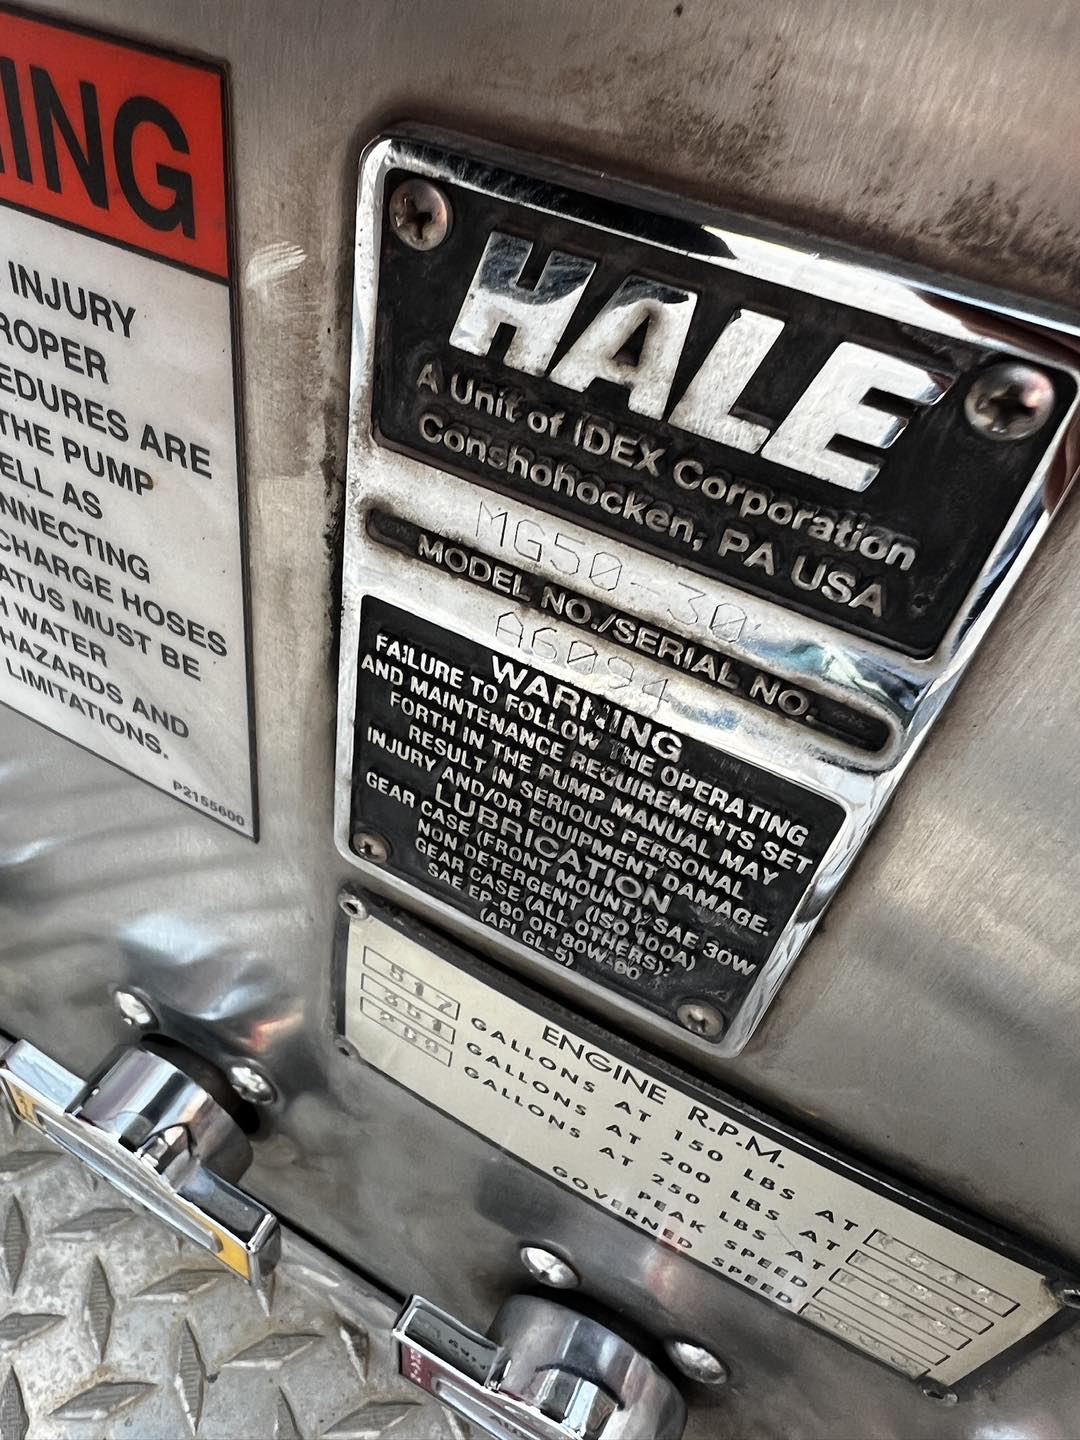 ING
INJURY
ROPER
EDURES ARE
THE PUMP
ELL AS
NNECTING
CHARGE HOSES
ATUS MUST BE
H WATER
HAZARDS AND
LIMITATIONS.
P2155600
HALE
A Unit of IDEX Corporation
Conshohocken, PA USA
MG50-30
MODEL NO./SERIAL NO.
A6094
WARNING
FAILURE TO FOLLOW THE OPERATING
AND MAINTENANCE REQUIREMENTS SET
FORTH IN THE PUMP MANUAL MAY
RESULT IN SERIOUS PERSONAL
INJURY AND/OR EQUIPMENT DAMAGE.
LUBRICATION
GEAR CASE (FRONT MOUNT): SAE 30W
NON DETERGENT (ISO 100A)
GEAR CASE (ALL OTHERS):
SAE EP-90 OR 80W-90
(API GL-5)
ENGINE R.P.M.
517 GALLONS AT 150 LBS AT
GALLONS AT 200 LBS AT
GALLONS AT 250 LBS AT
PEAK SPEED
GOVERNED SPEED